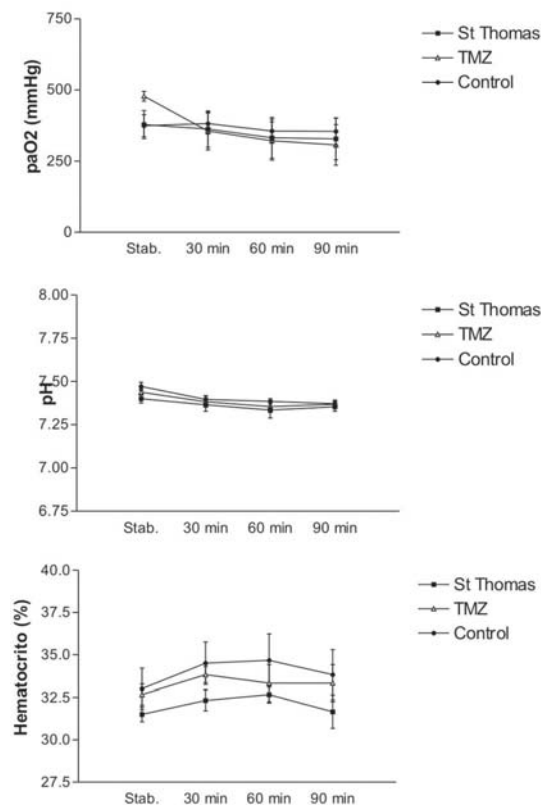 750
500
250
0
paO2 (mmHg)
Stab. 30 min 60 min 90 min
St Thomas
TMZ
Control
8.00
7.75
7.50
7.25
7.00
6.75
pH
Stab. 30 min 60 min 90 min
St Thomas
TMZ
Control
40.0
37.5
35.0
32.5
30.0
27.5
Hematocrito (%)
Stab. 30 min 60 min 90 min
St Thomas
TMZ
Control